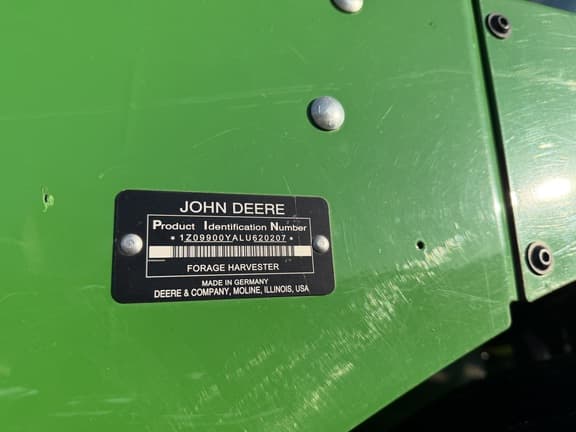 JOHN DEERE
Product Identification Number
*1Z09900YALU620207*
FORAGE HARVESTER
MADE IN GERMANY
DEERE & COMPANY, MOLINE, ILLINOIS, USA